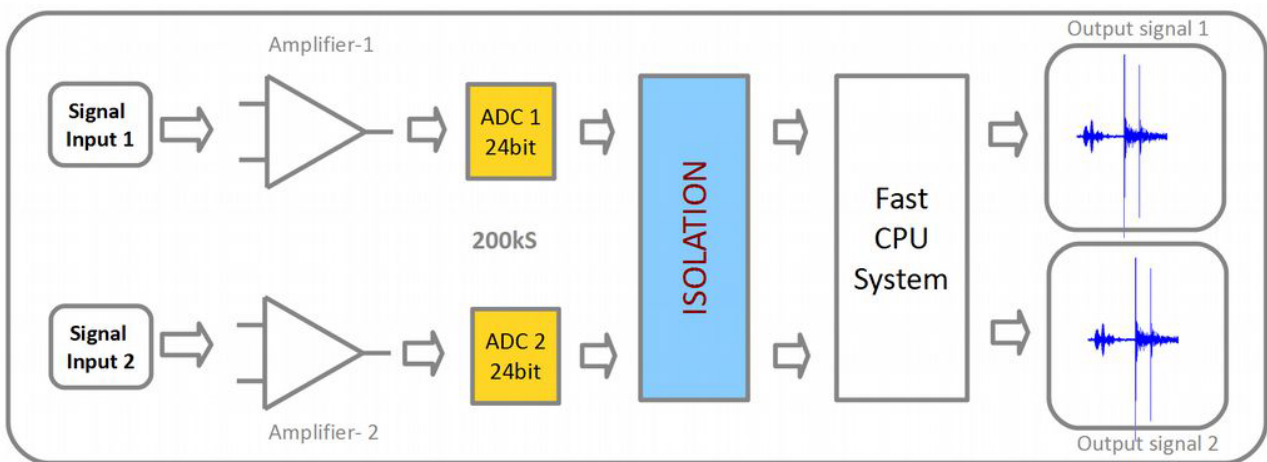 Amplifier-1
Output signal 1
Signal
Input 1
ADC 1
24bit
200kS
ISOLATION
Fast
CPU
System
Signal
Input 2
ADC 2
24bit
Amplifier- 2
Output signal 2